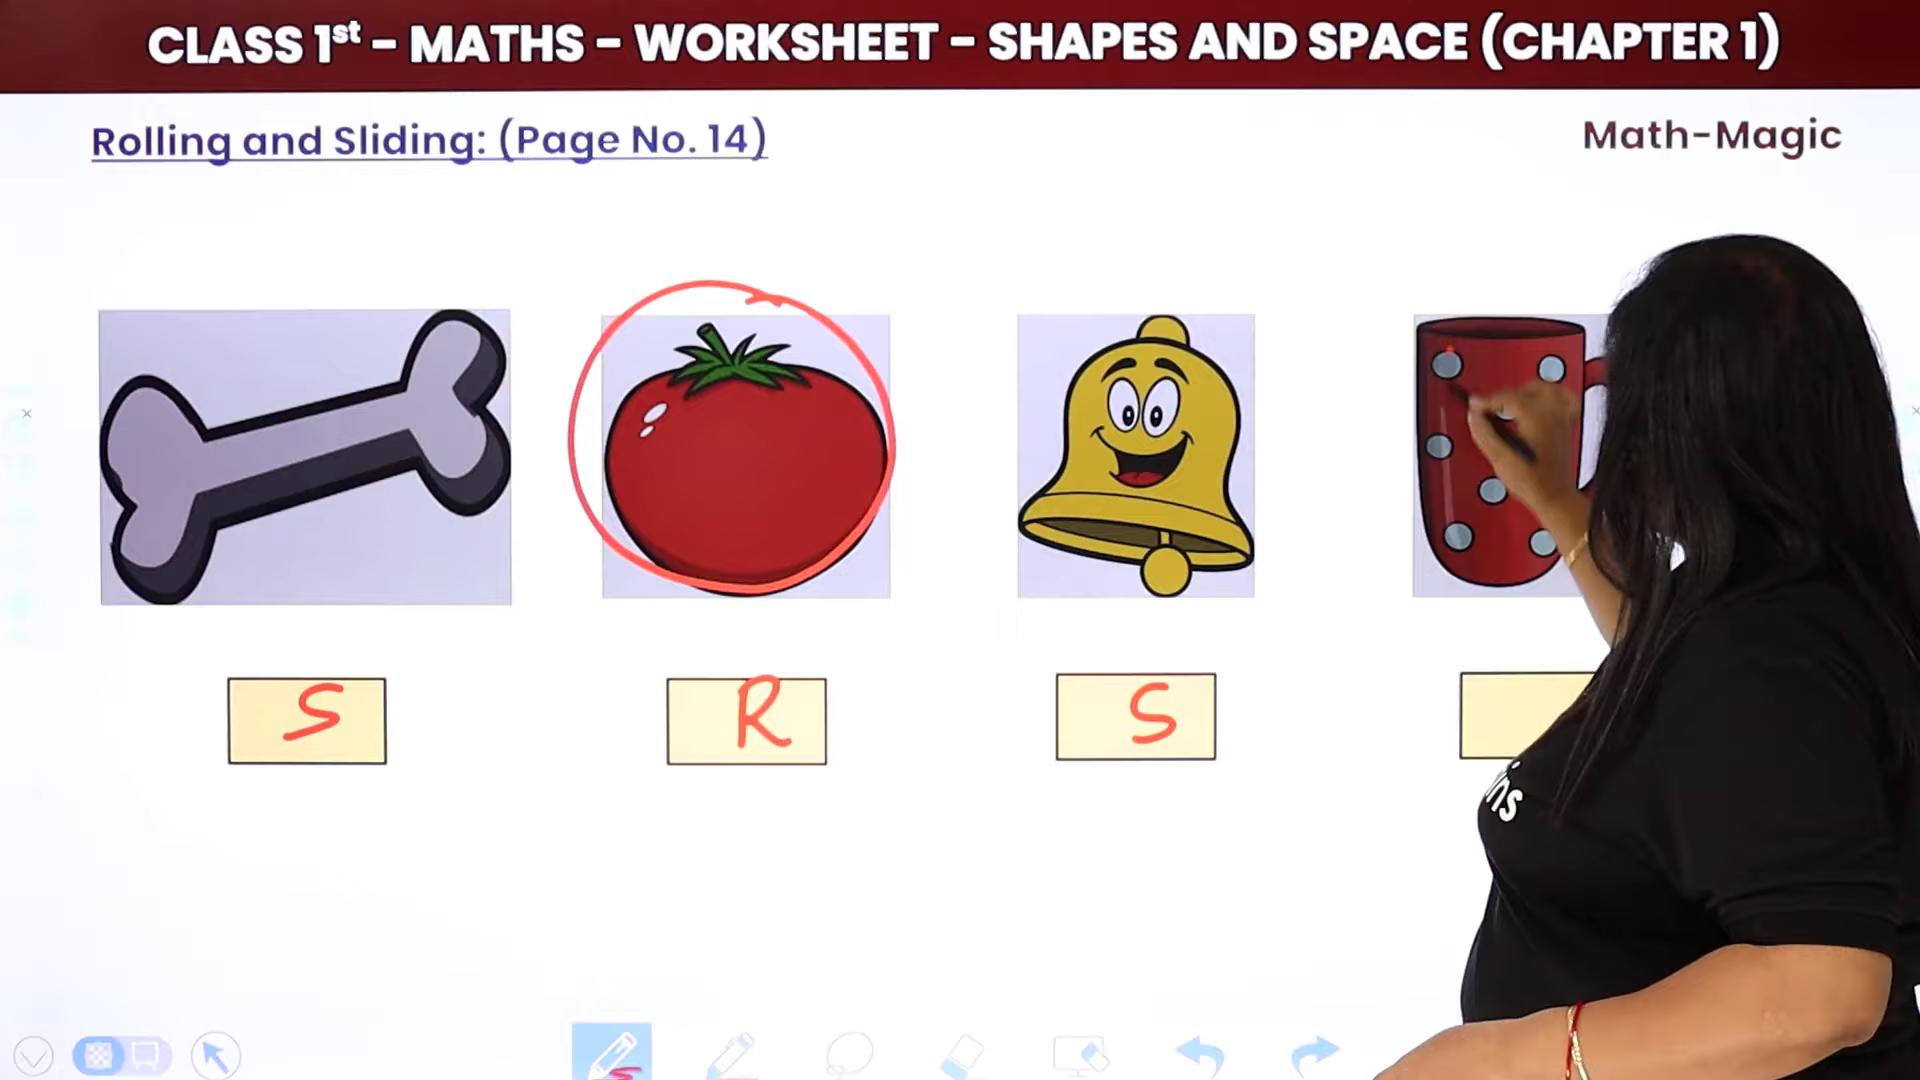 CLASS 1st - MATHS - WORKSHEET - SHAPES AND SPACE (CHAPTER 1)
Rolling and Sliding: (Page No. 14)
Math-Magic
S
R
S